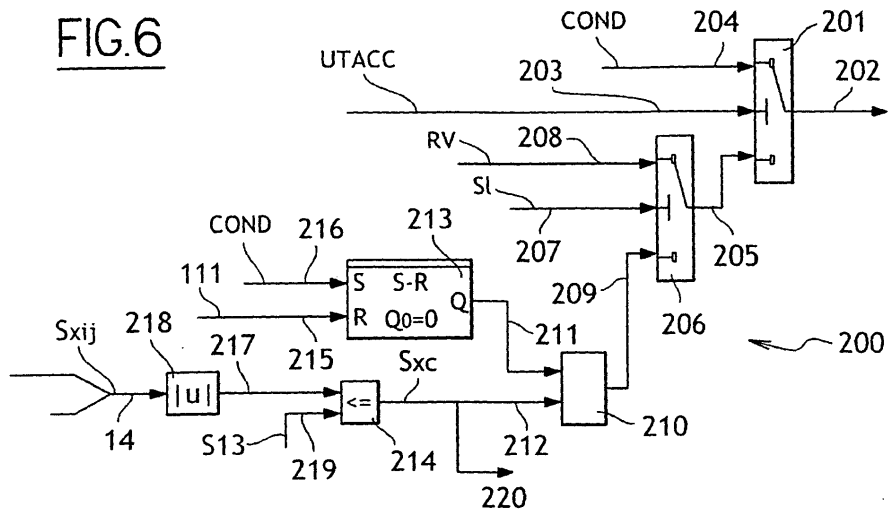 FIG.6
COND 204 201
UTACC 203 202
RV 208
Sl 207 205
206
COND 216 213
S S-R Q
111 R Q0=0
215 211 209
200
Sxij 218 217 Sxc
|u| <=
14 S13 219 214 212 210
220